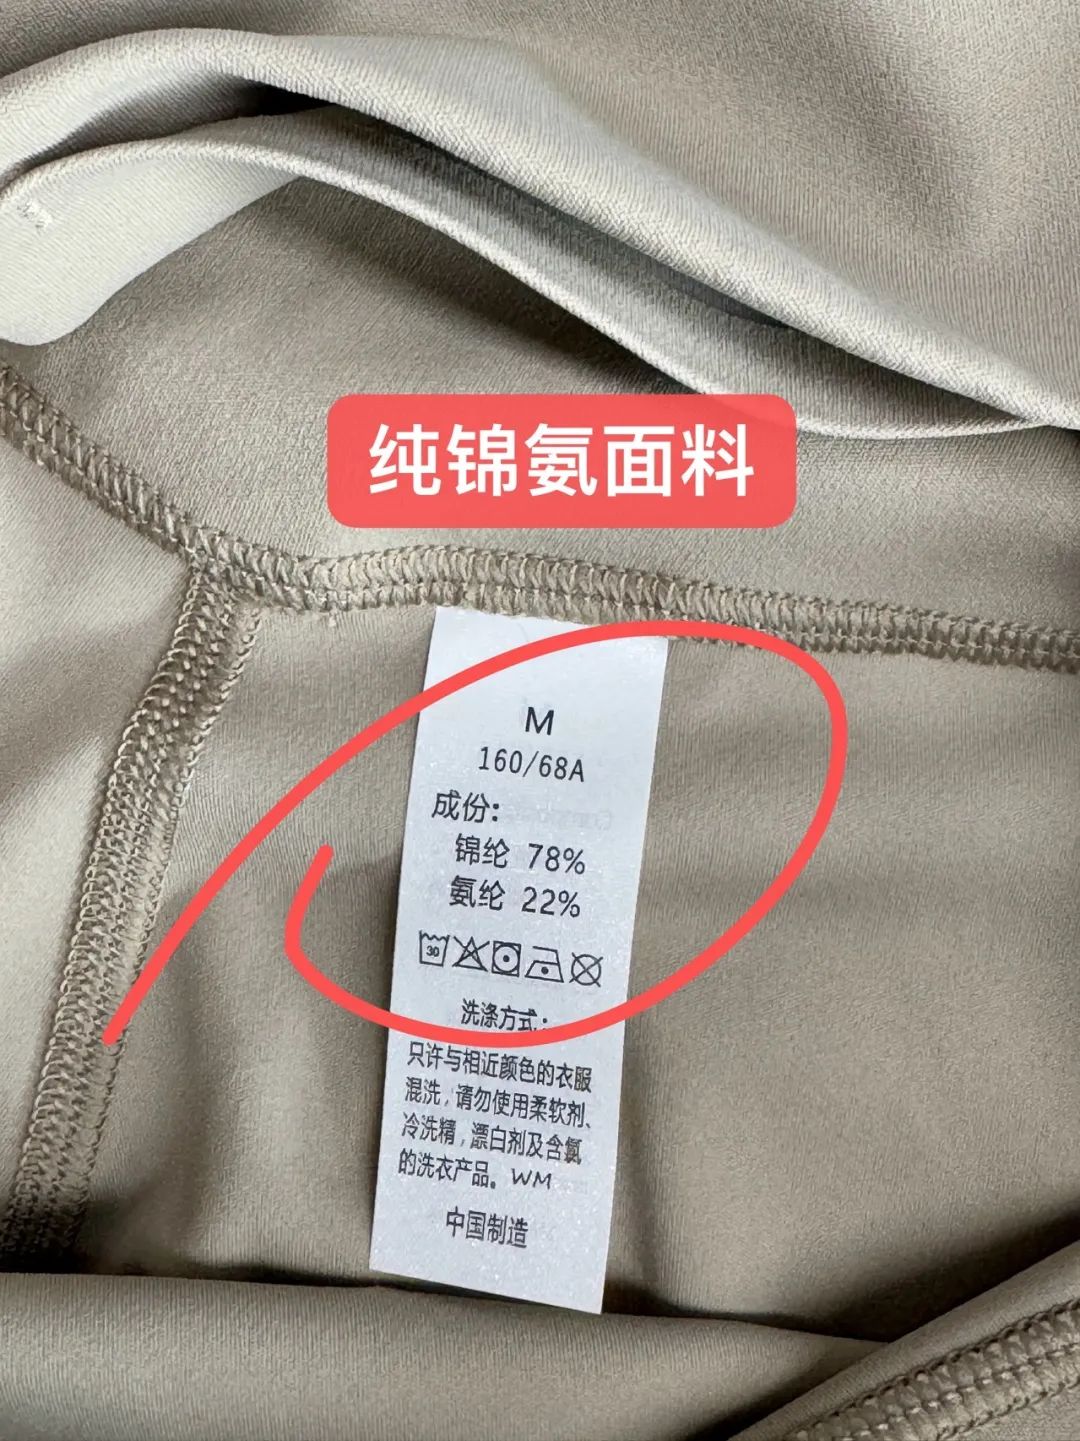 纯锦氨面料
M
160/68A
成份：
锦纶 78%
氨纶 22%
30
洗涤方式：
只许与相近颜色的衣服
混洗，请勿使用柔软剂、
冷洗精，漂白剂及含氯
的洗衣产品。WM
中国制造